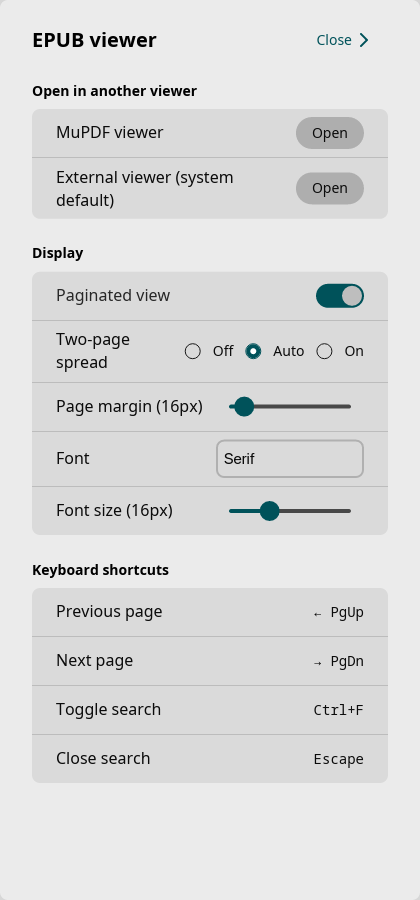 EPUB viewer
Close
Open in another viewer
MuPDF viewer
Open
External viewer (system
default)
Open
Display
Paginated view
Two-page
spread
Off Auto On
Page margin (16px)
Font
Serif
Font size (16px)
Keyboard shortcuts
Previous page
← PgUp
Next page
→ PgDn
Toggle search
Ctrl+F
Close search
Escape